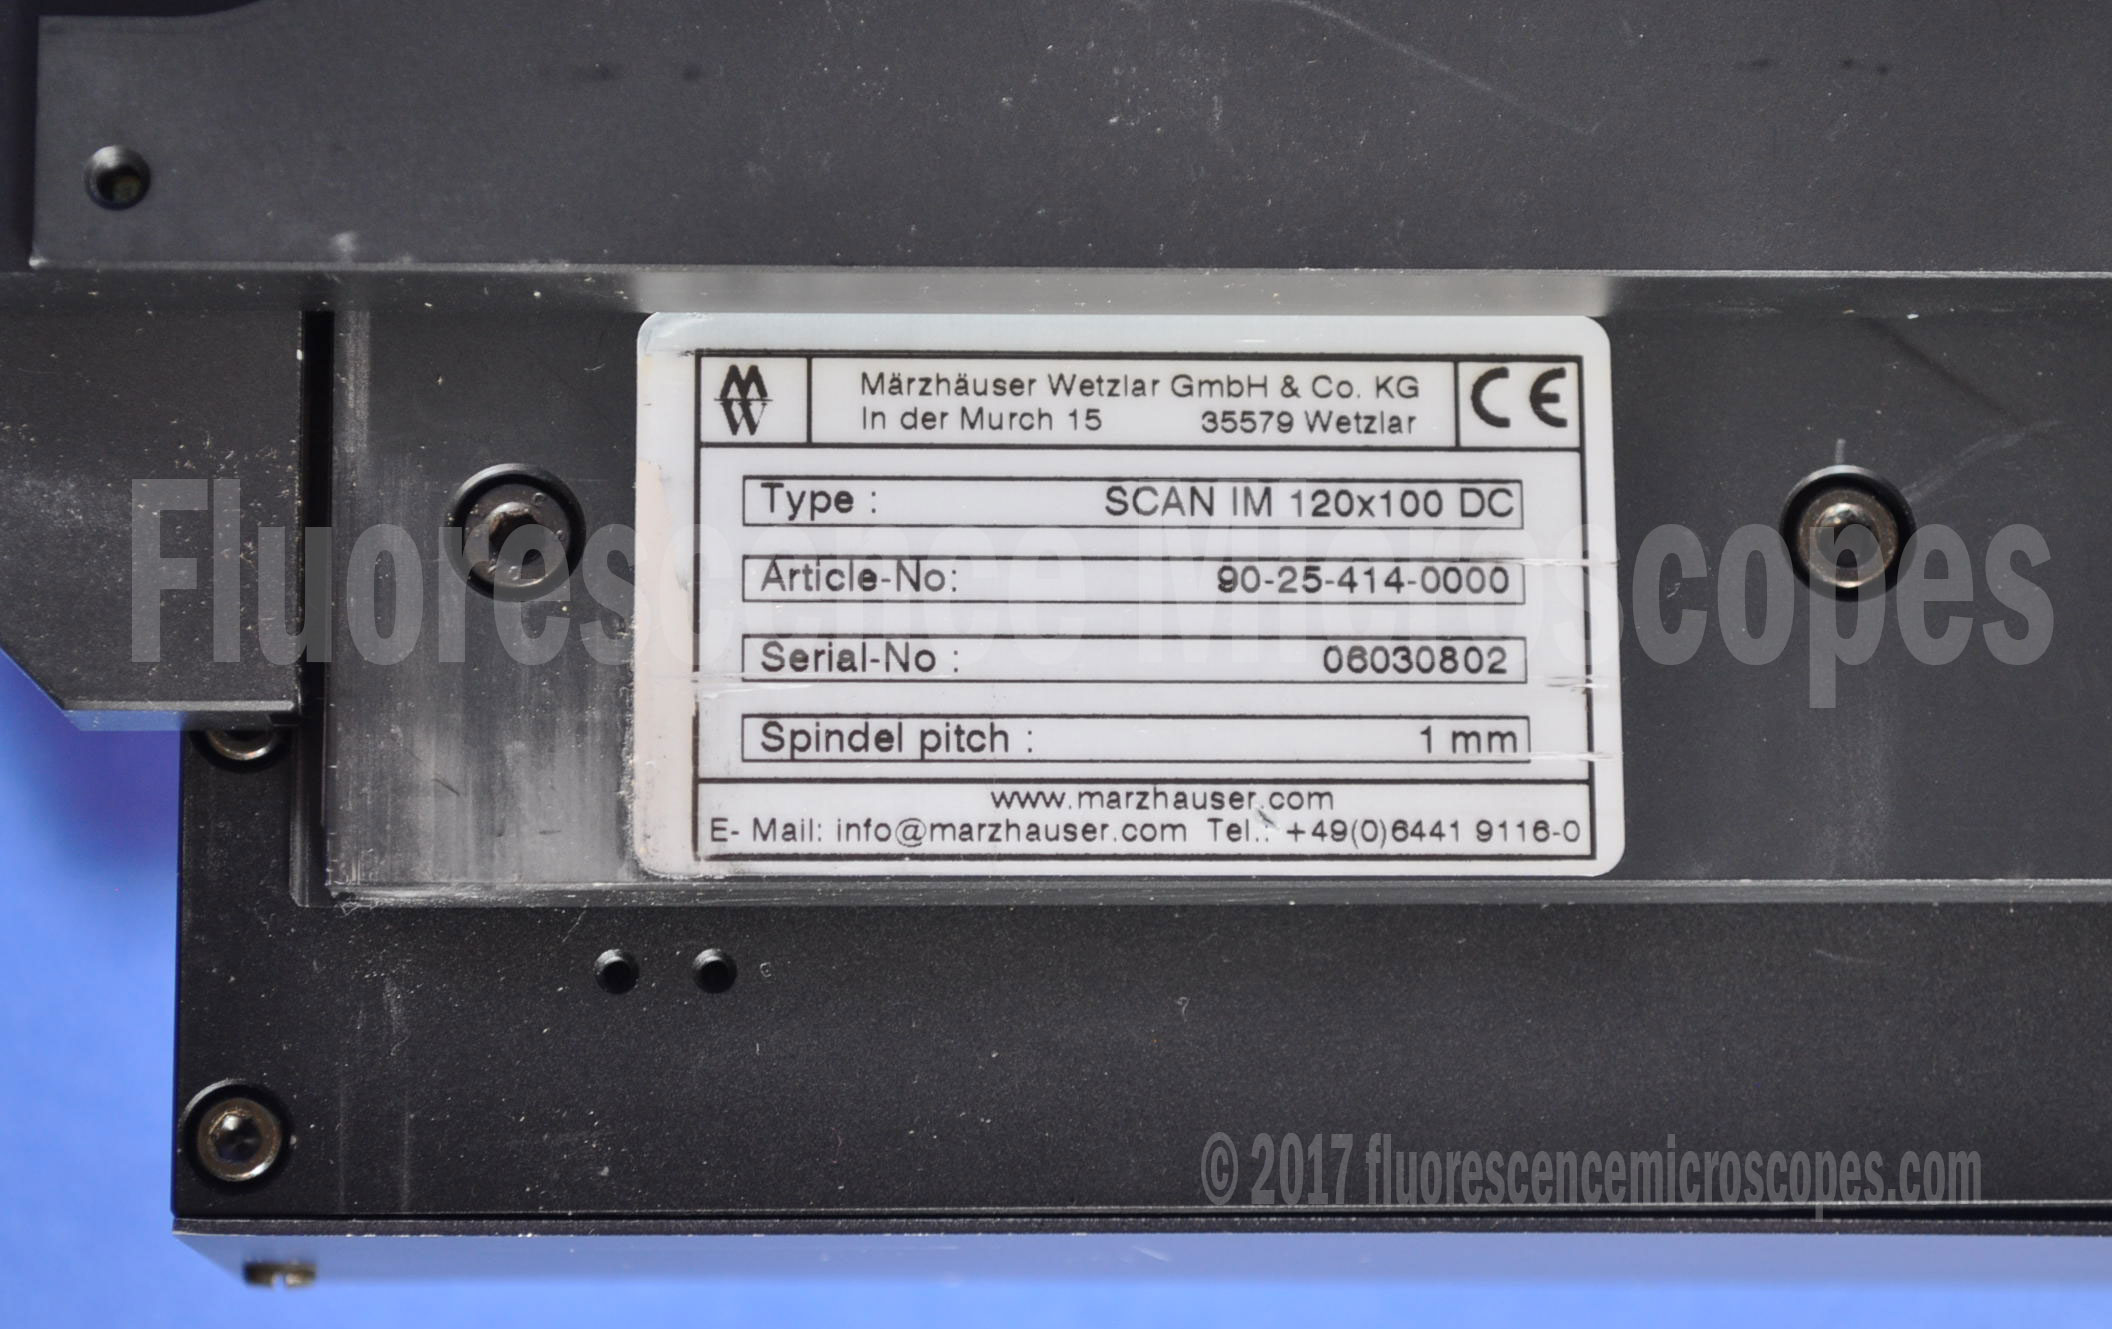 MW
Märzhäuser Wetzlar GmbH & Co. KG
In der Murch 15 35579 Wetzlar
CE
Type : SCAN IM 120x100 DC
Article-No: 90-25-414-0000
Serial-No : 06030802
Spindel pitch : 1 mm
www.marzhauser.com
E- Mail: info@marzhauser.com Tel.: +49(0)6441 9116-0
Fluorescence Microscopes
© 2017 fluorescencemicroscopes.com